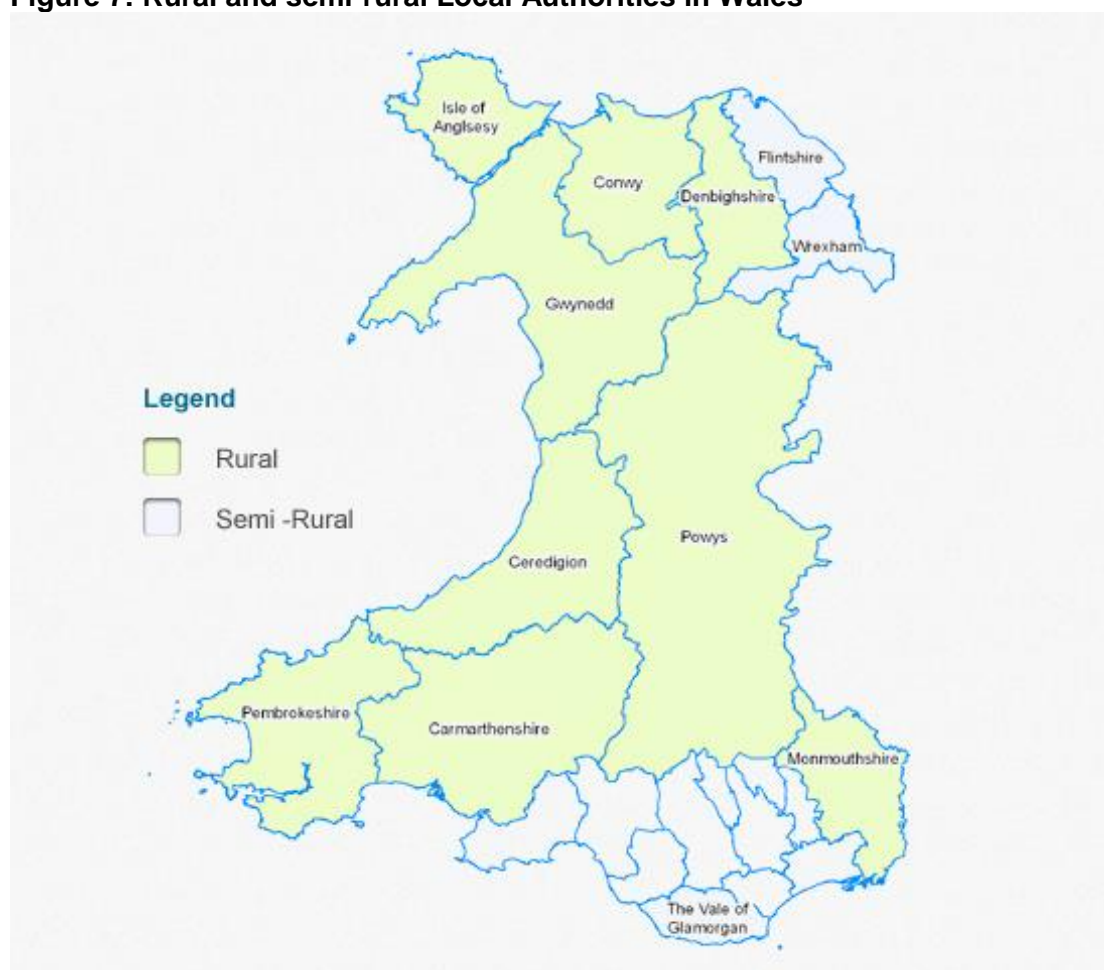 Figure 7: Rural and semi-rural Local Authorities in Wales
Isle of
Anglsesy
Flintshire
Conwy
Denbighshire
Wrexham
Gwynedd
Legend
Rural
Semi -Rural
Powys
Ceredigion
Pembrokeshire
Carmarthenshire
Monmouthshire
The Vale of
Glamorgan